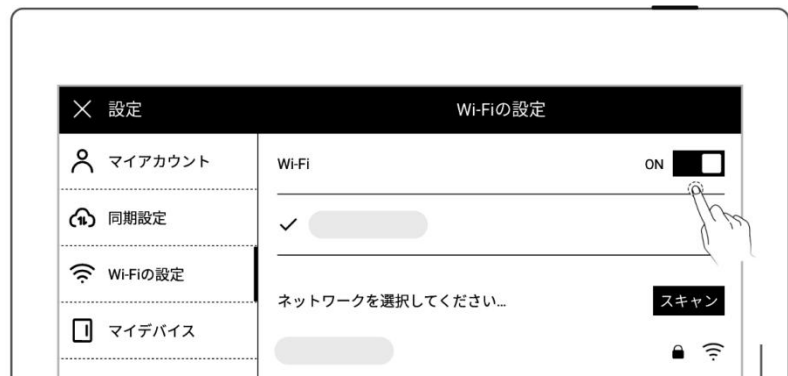 設定
Wi-Fiの設定
マイアカウント
Wi-Fi
ON
同期設定
Wi-Fiの設定
ネットワークを選択してください...
スキャン
マイデバイス